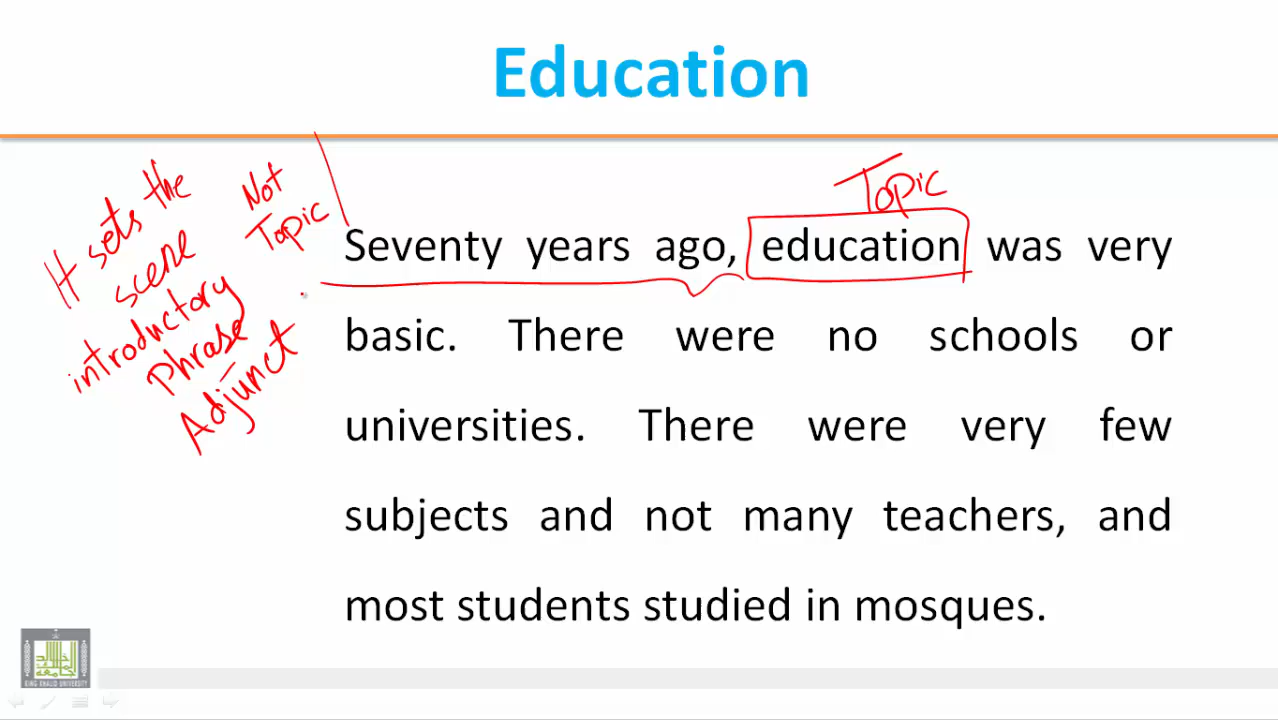 Education
It sets the
scene
introductory
Phrase
Adjunct
Not
Topic
Topic
Seventy years ago, education was very
basic. There were no schools or
universities. There were very few
subjects and not many teachers, and
most students studied in mosques.
KING KHALID UNIVERSITY